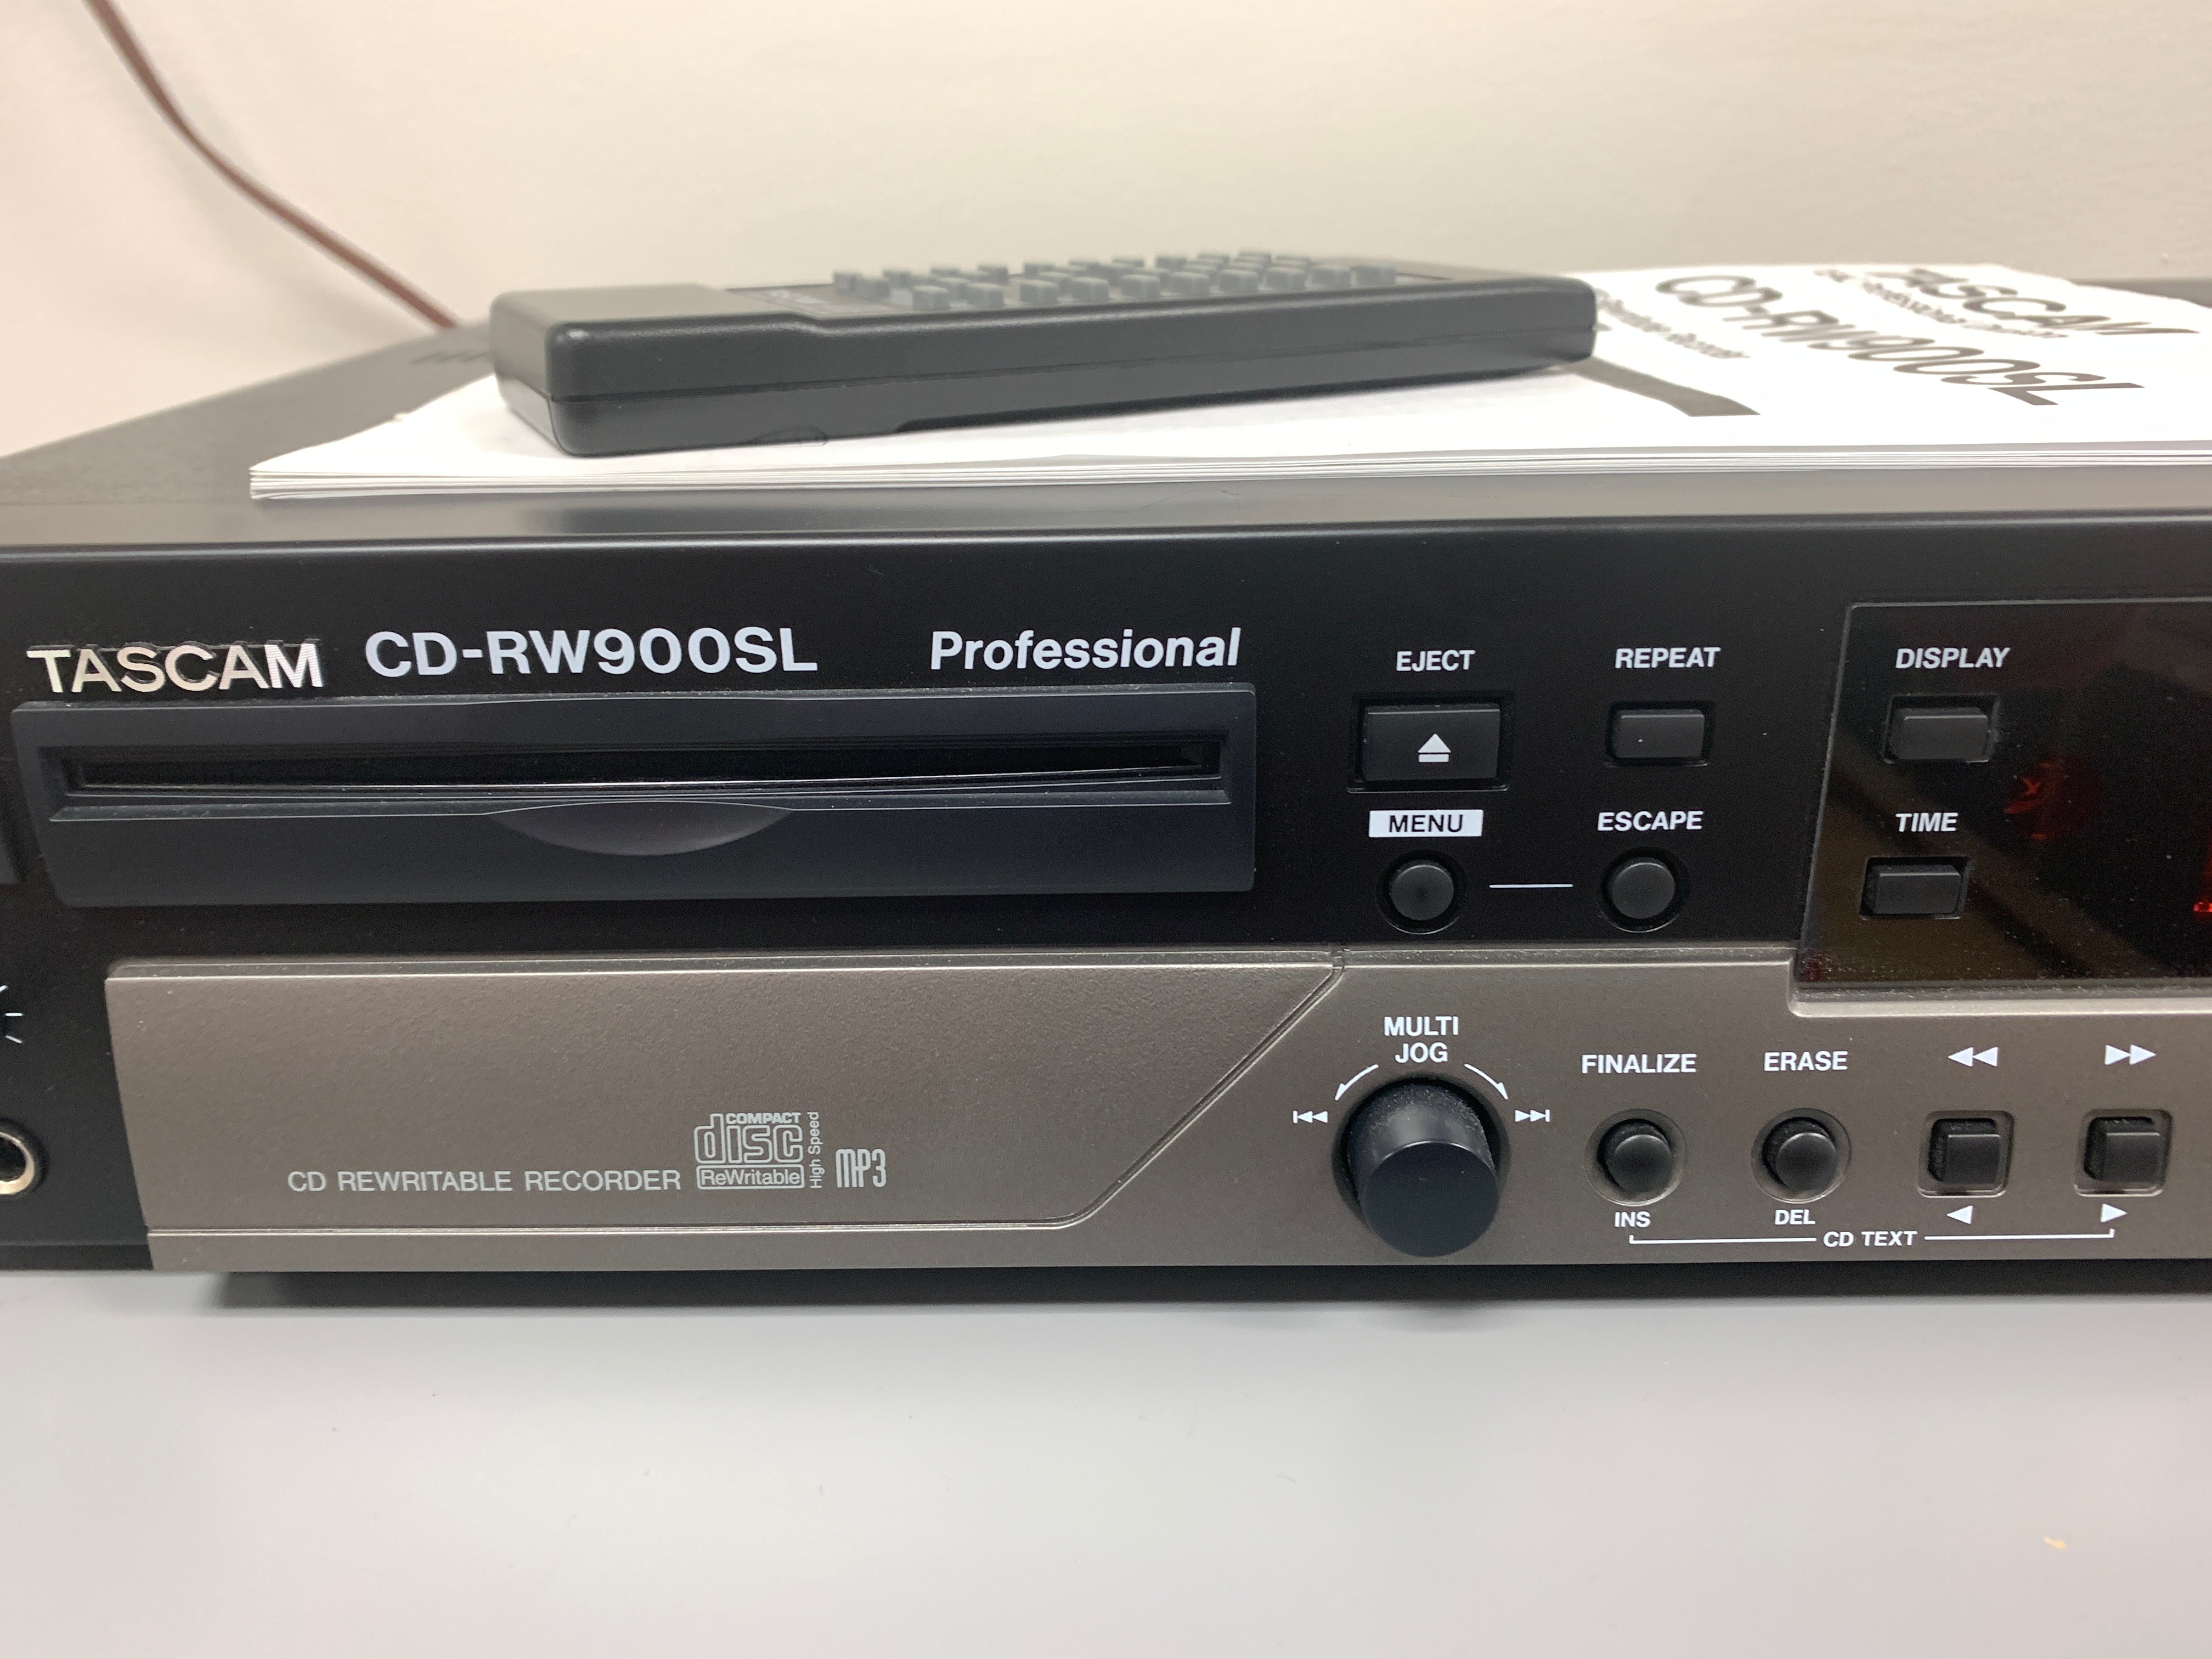 TASCAM
CD-RW900SL
TASCAM CD-RW900SL Professional
EJECT REPEAT DISPLAY
MENU ESCAPE TIME
MULTI
JOG
FINALIZE ERASE
COMPACT
disc
ReWritable
High Speed
MP3
CD REWRITABLE RECORDER
INS DEL
CD TEXT